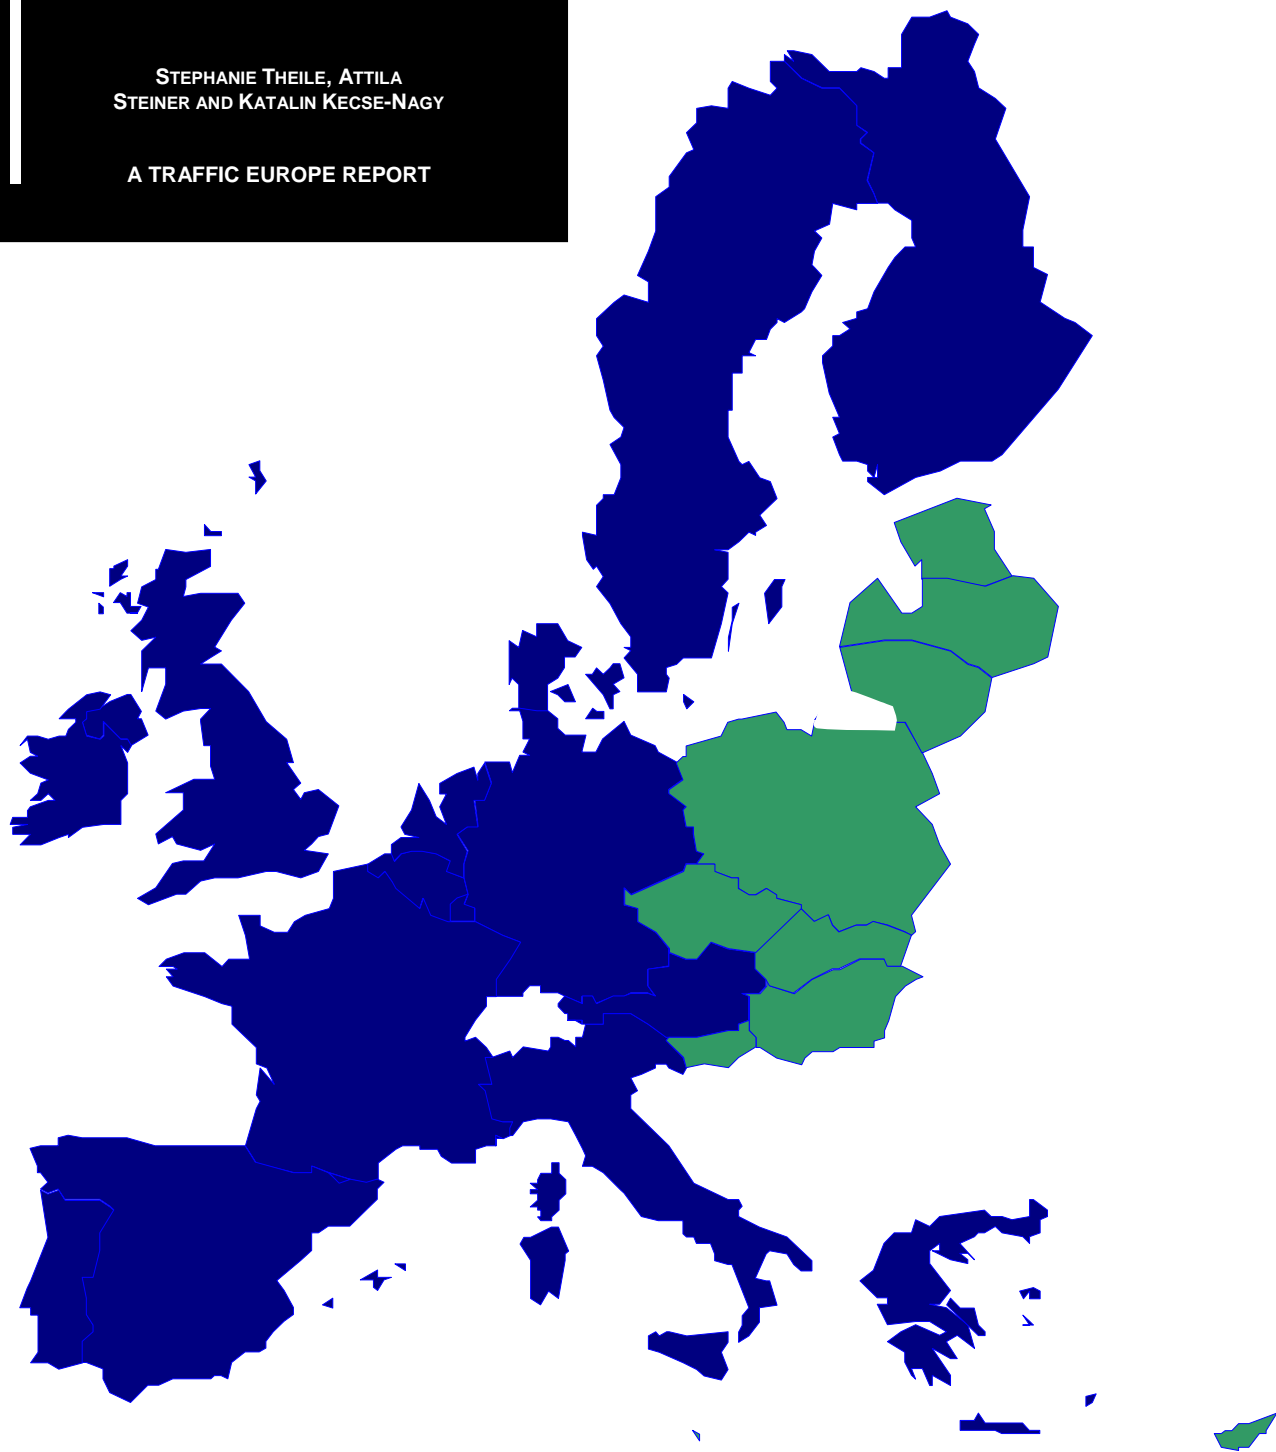 STEPHANIE THEILE, ATTILA
STEINER AND KATALIN KECSE-NAGY
A TRAFFIC EUROPE REPORT